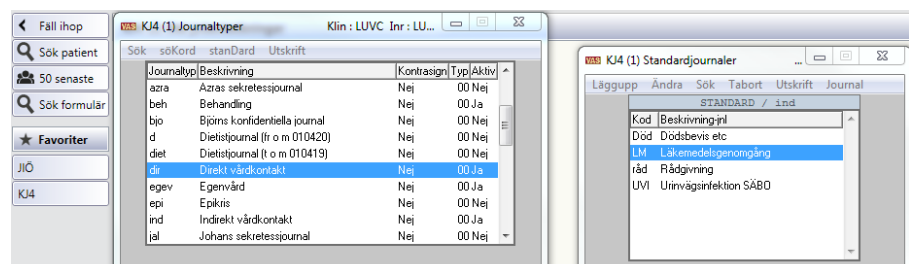 Fäll ihop
Sök patient
50 senaste
Sök formulär
Favoriter
JIÖ
KJ4
VAS KJ4 (1) Journaltyper Klin : LUVC Inr : LU...
Sök söKord stanDard Utskrift
Journaltyp Beskrivning Kontrasign Typ Aktiv
azra Azras sekretessjournal Nej 00 Nej
beh Behandling Nej 00 Ja
bjo Björns konfidentiella journal Nej 00 Nej
d Dietistjournal (fr o m 010420) Nej 00 Nej
diet Dietistjournal (t o m 010419) Nej 00 Nej
dir Direkt vårdkontakt Nej 00 Ja
egev Egenvård Nej 00 Ja
epi Epikris Nej 00 Nej
ind Indirekt vårdkontakt Nej 00 Ja
jal Johans sekretessjournal Nej 00 Nej
VAS KJ4 (1) Standardjournaler ...
Läggupp Ändra Sök Tabort Utskrift Journal
STANDARD / ind
Kod Beskrivning-jnl
Död Dödsbevis etc
LM Läkemedelsgenomgång
råd Rådgivning
UVI Urinvägsinfektion SÄBO